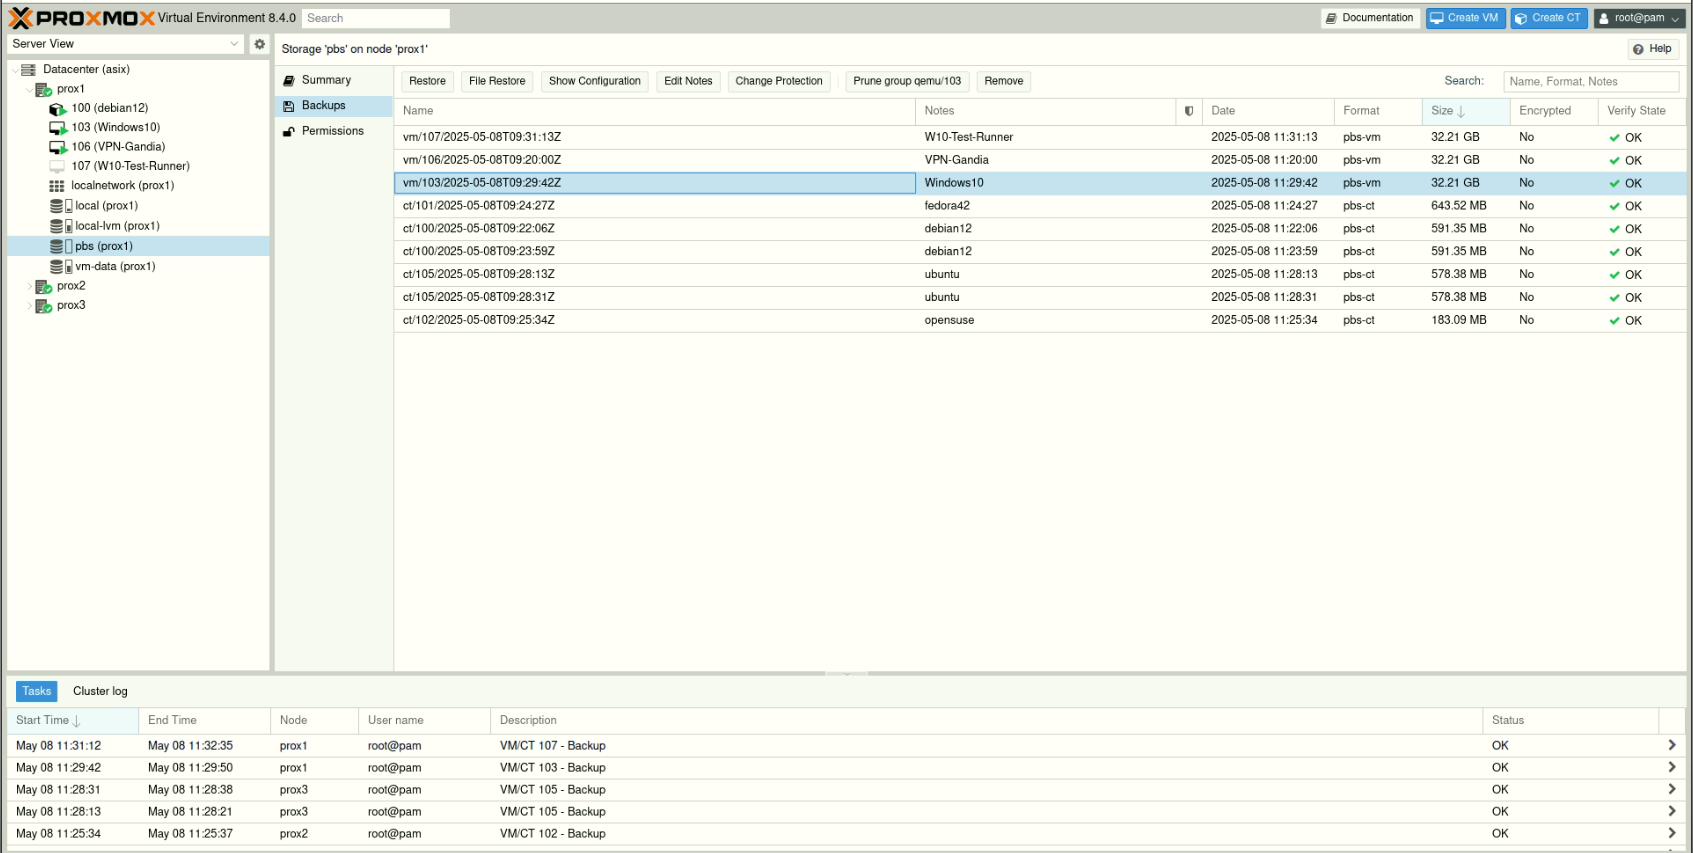 PROXMOX Virtual Environment 8.4.0 Search Documentation Create VM Create CT root@pam
Server View
Storage 'pbs' on node 'prox1' Help
Datacenter (asix)
prox1
100 (debian12)
103 (Windows10)
106 (VPN-Gandia)
107 (W10-Test-Runner)
localnetwork (prox1)
local (prox1)
local-lvm (prox1)
pbs (prox1)
vm-data (prox1)
prox2
prox3
Summary
Backups
Permissions
Restore File Restore Show Configuration Edit Notes Change Protection Prune group qemu/103 Remove Search: Name, Format, Notes
Name Notes Date Format Size Encrypted Verify State
vm/107/2025-05-08T09:31:13Z W10-Test-Runner 2025-05-08 11:31:13 pbs-vm 32.21 GB No OK
vm/106/2025-05-08T09:20:00Z VPN-Gandia 2025-05-08 11:20:00 pbs-vm 32.21 GB No OK
vm/103/2025-05-08T09:29:42Z Windows10 2025-05-08 11:29:42 pbs-vm 32.21 GB No OK
ct/101/2025-05-08T09:24:27Z fedora42 2025-05-08 11:24:27 pbs-ct 643.52 MB No OK
ct/100/2025-05-08T09:22:06Z debian12 2025-05-08 11:22:06 pbs-ct 591.35 MB No OK
ct/100/2025-05-08T09:23:59Z debian12 2025-05-08 11:23:59 pbs-ct 591.35 MB No OK
ct/105/2025-05-08T09:28:13Z ubuntu 2025-05-08 11:28:13 pbs-ct 578.38 MB No OK
ct/105/2025-05-08T09:28:31Z ubuntu 2025-05-08 11:28:31 pbs-ct 578.38 MB No OK
ct/102/2025-05-08T09:25:34Z opensuse 2025-05-08 11:25:34 pbs-ct 183.09 MB No OK
Tasks Cluster log
Start Time End Time Node User name Description Status
May 08 11:31:12 May 08 11:32:35 prox1 root@pam VM/CT 107 - Backup OK
May 08 11:29:42 May 08 11:29:50 prox1 root@pam VM/CT 103 - Backup OK
May 08 11:28:31 May 08 11:28:38 prox3 root@pam VM/CT 105 - Backup OK
May 08 11:28:13 May 08 11:28:21 prox3 root@pam VM/CT 105 - Backup OK
May 08 11:25:34 May 08 11:25:37 prox2 root@pam VM/CT 102 - Backup OK